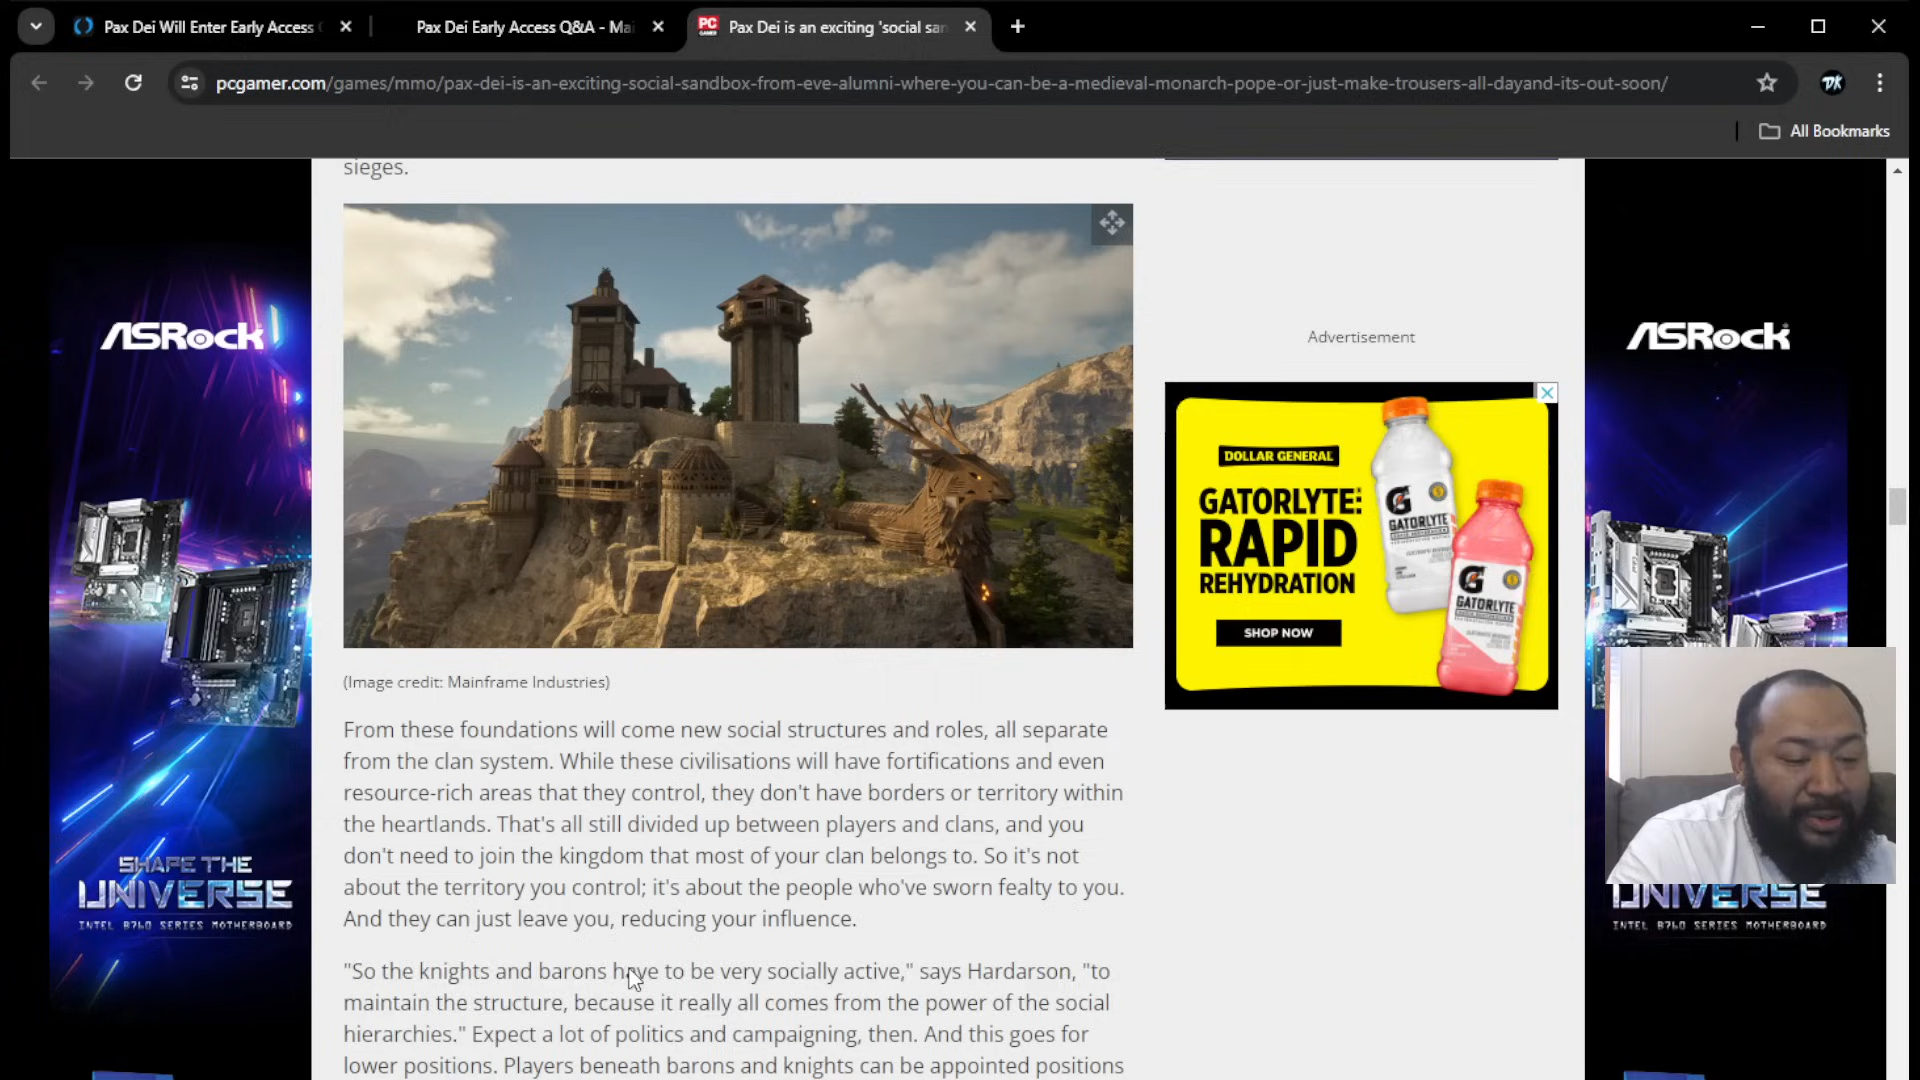 Pax Dei Will Enter Early Access
Pax Dei Early Access Q&A - Mai
PC GAMER
Pax Dei is an exciting 'social san
pcgamer.com/games/mmo/pax-dei-is-an-exciting-social-sandbox-from-eve-alumni-where-you-can-be-a-medieval-monarch-pope-or-just-make-trousers-all-dayand-its-out-soon/
DK
All Bookmarks
sieges.
ASRock
SHAPE THE
UNIVERSE
INTEL B760 SERIES MOTHERBOARD
(Image credit: Mainframe Industries)
From these foundations will come new social structures and roles, all separate
from the clan system. While these civilisations will have fortifications and even
resource-rich areas that they control, they don't have borders or territory within
the heartlands. That's all still divided up between players and clans, and you
don't need to join the kingdom that most of your clan belongs to. So it's not
about the territory you control; it's about the people who've sworn fealty to you.
And they can just leave you, reducing your influence.
"So the knights and barons have to be very socially active," says Hardarson, "to
maintain the structure, because it really all comes from the power of the social
hierarchies." Expect a lot of politics and campaigning, then. And this goes for
lower positions. Players beneath barons and knights can be appointed positions
Advertisement
DOLLAR GENERAL
GATORLYTE:
RAPID
REHYDRATION
SHOP NOW
G
GATORLYTE
G
GATORLYTE
ASRock
UNIVERSE
INTEL B760 SERIES MOTHERBOARD